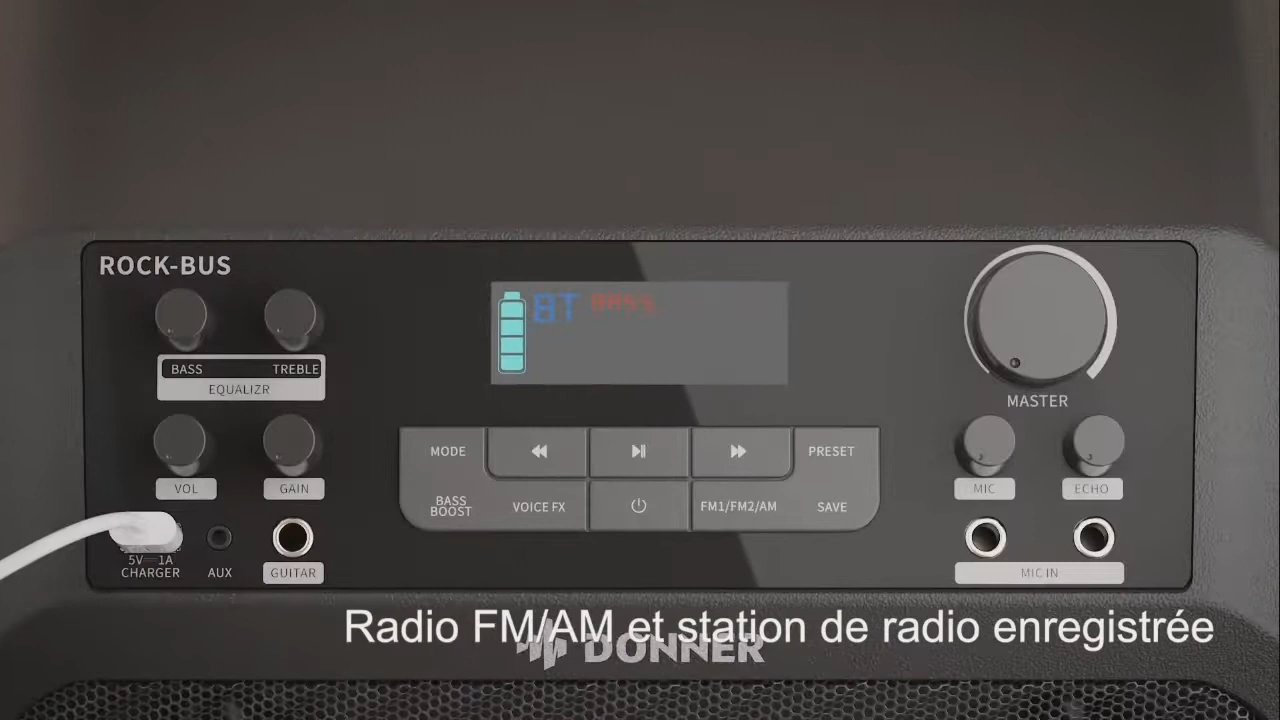 ROCK-BUS
BT BASS
BASS TREBLE
EQUALIZR
MASTER
MODE PRESET
VOL GAIN
BASS BOOST VOICE FX FM1/FM2/AM SAVE
MIC ECHO
5V 1A
CHARGER AUX GUITAR
MIC IN
Radio FM/AM et station de radio enregistrée
DONNER